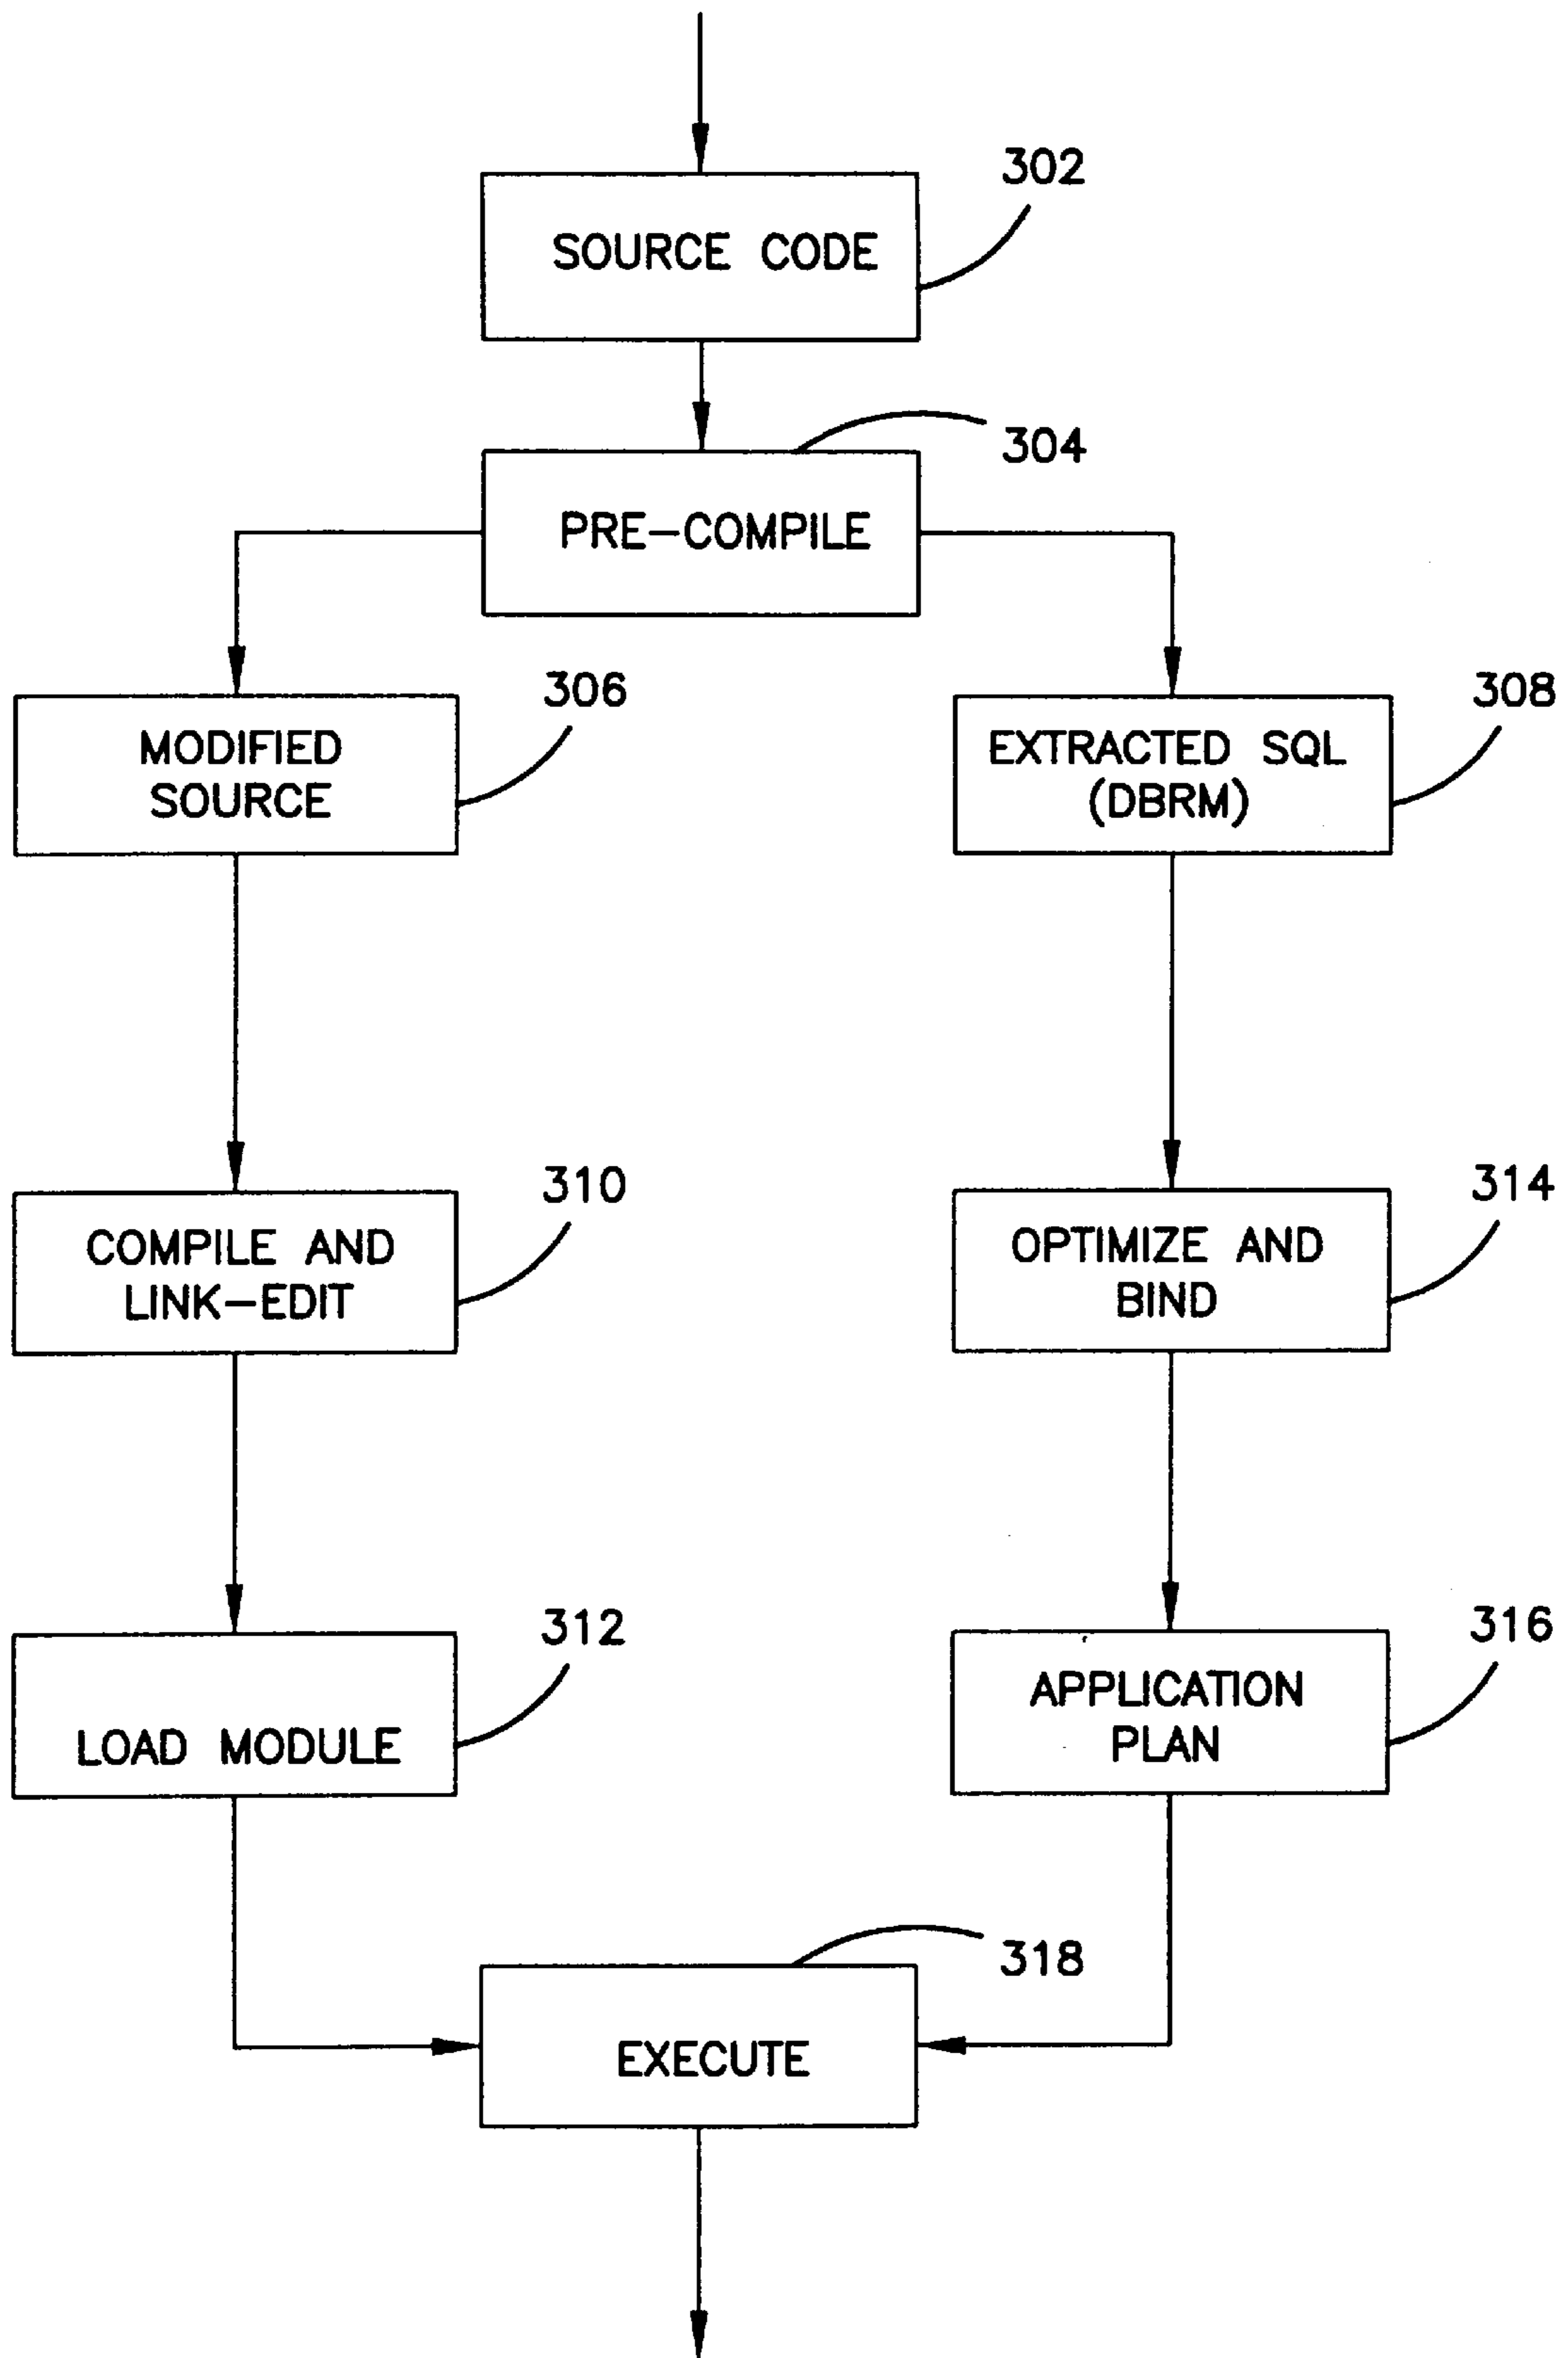 302
SOURCE CODE
304
PRE-COMPILE
306
MODIFIED
SOURCE
308
EXTRACTED SQL
(DBRM)
310
COMPILE AND
LINK-EDIT
314
OPTIMIZE AND
BIND
312
LOAD MODULE
316
APPLICATION
PLAN
318
EXECUTE